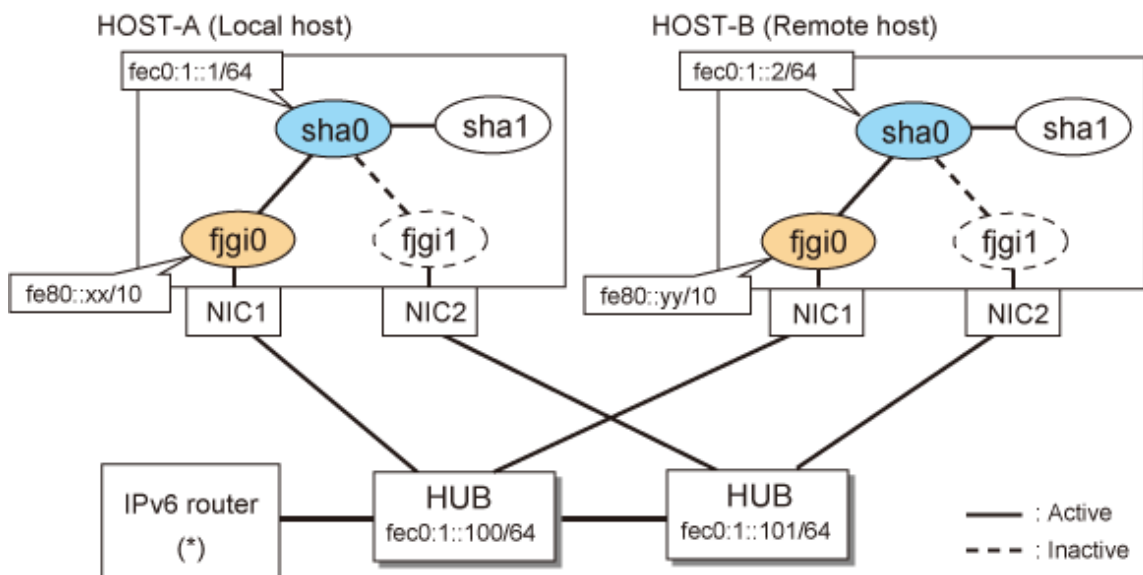 HOST-A (Local host)
HOST-B (Remote host)
fec0:1::1/64
fec0:1::2/64
sha0
sha1
sha0
sha1
fjgi0
fjgi1
fjgi0
fjgi1
fe80::xx/10
fe80::yy/10
NIC1
NIC2
NIC1
NIC2
IPv6 router
(*)
HUB
fec0:1::100/64
HUB
fec0:1::101/64
: Active
: Inactive